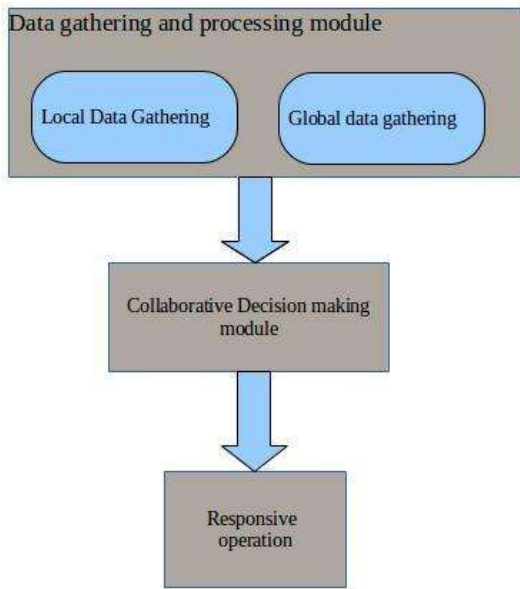 Data gathering and processing module
Local Data Gathering
Global data gathering
Collaborative Decision making
module
Responsive
operation